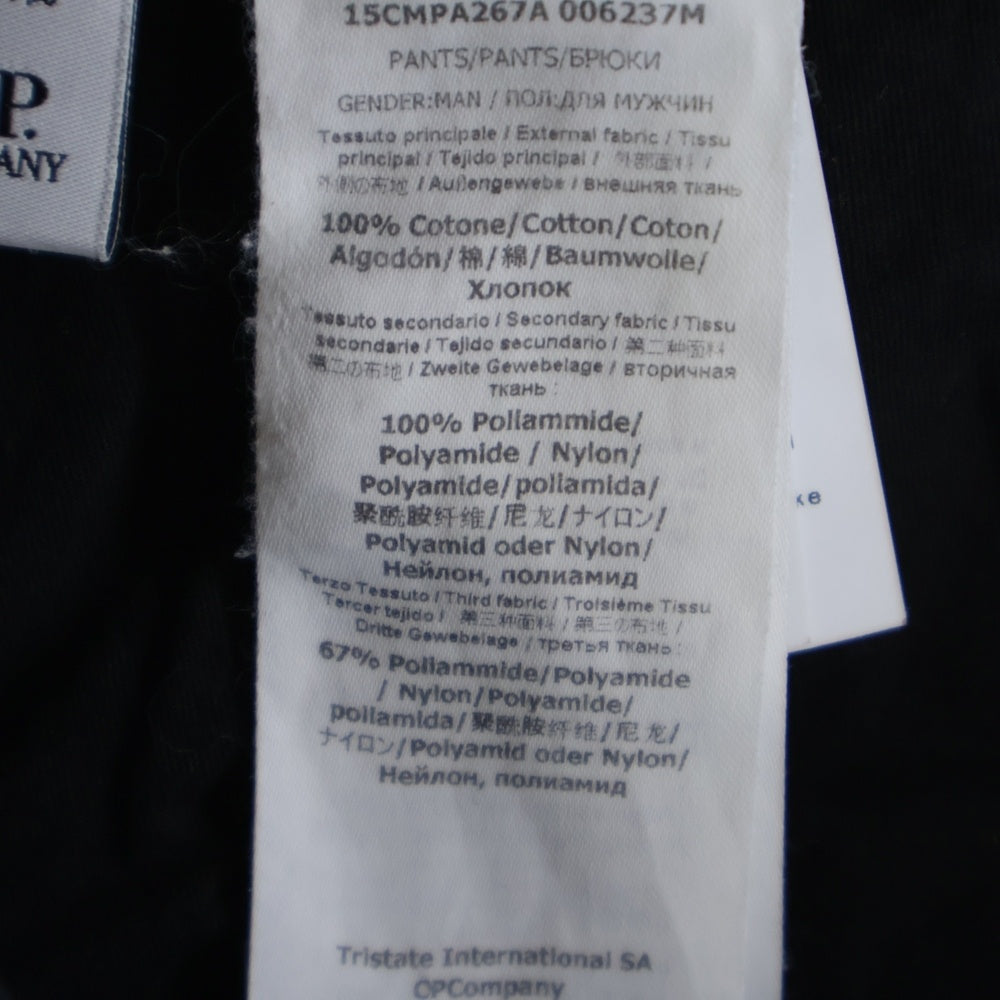 P.
ANY
15CMPA267A 006237M
PANTS/PANTS/БРЮКИ
GENDER:MAN / ПОЛ:ДЛЯ МУЖЧИН
Tessuto principale / External fabric / Tissu
principal / Tejido principal / 外部面料 /
外側の布地 / Außengewebe / внешняя ткань
100% Cotone/Cotton/Coton/
Algodón/棉/綿/Baumwolle/
Хлопок
Tessuto secondario / Secondary fabric / Tissu
secondarie / Tejido secundario / 第二种面料
第二の布地 / Zweite Gewebelage / вторичная
ткань :
100% Poliammide/
Polyamide / Nylon/
Polyamide/poliamida/
聚酰胺纤维/尼龙/ナイロン/
Polyamid oder Nylon/
Нейлон, полиамид
Terzo Tessuto / Third fabric / Troisième Tissu
Tercer tejido / 第三种面料 / 第三の布地 /
Dritte Gewebelage / третья ткань :
67% Poliammide/Polyamide
/ Nylon/Polyamide/
poliamida/聚酰胺纤维/尼龙/
ナイロン/Polyamid oder Nylon/
Нейлон, полиамид
Tristate International SA
CPCompany
ke